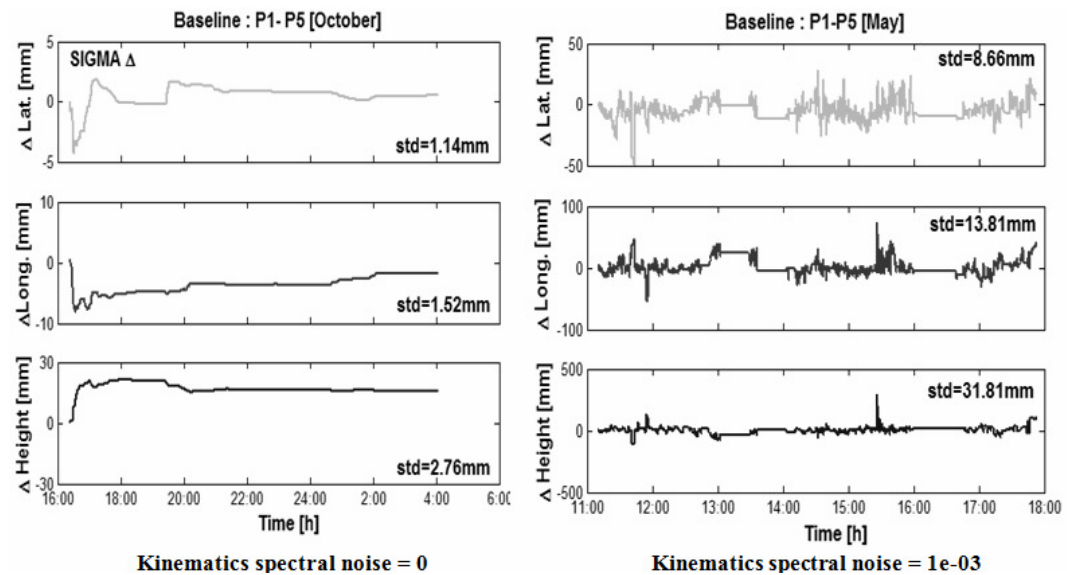 Baseline : P1- P5 [October]
5
SIGMA Δ
Δ Lat. [mm]
0
std=1.14mm
5
10
ΔLong. [mm]
0
std=1.52mm
-10
30
Δ Height [mm]
0
std=2.76mm
-30
16:00 18:00 20:00 22:00 24:00 2:00 4:00 6:00
Time [h]
Kinematics spectral noise = 0
Baseline : P1-P5 [May]
50
std=8.66mm
Δ Lat. [mm]
0
-50
100
std=13.81mm
Δ Long. [mm]
0
-100
500
std=31.81mm
Δ Height [mm]
0
-500
11:00 12:00 13:00 14:00 15:00 16:00 17:00 18:00
Time [h]
Kinematics spectral noise = 1e-03